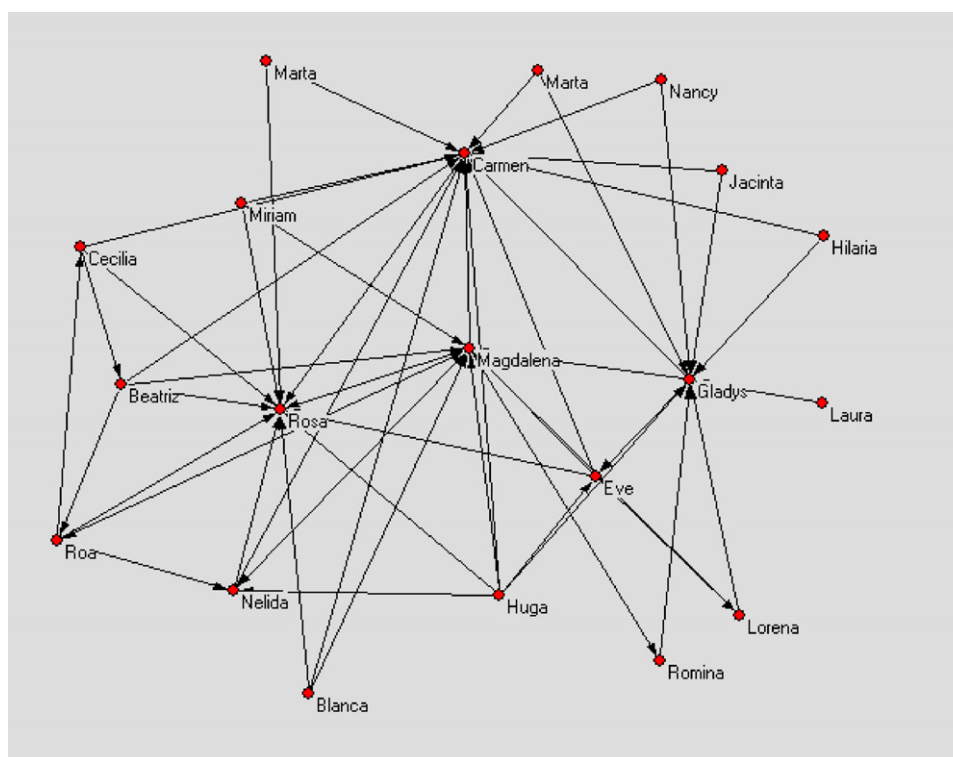 Marta
Marta
Nancy
Carmen
Jacinta
Miriam
Hilaria
Cecilia
Magdalena
Beatriz
Gladys
Rosa
Laura
Eve
Roa
Nelida
Huga
Lorena
Romina
Blanca